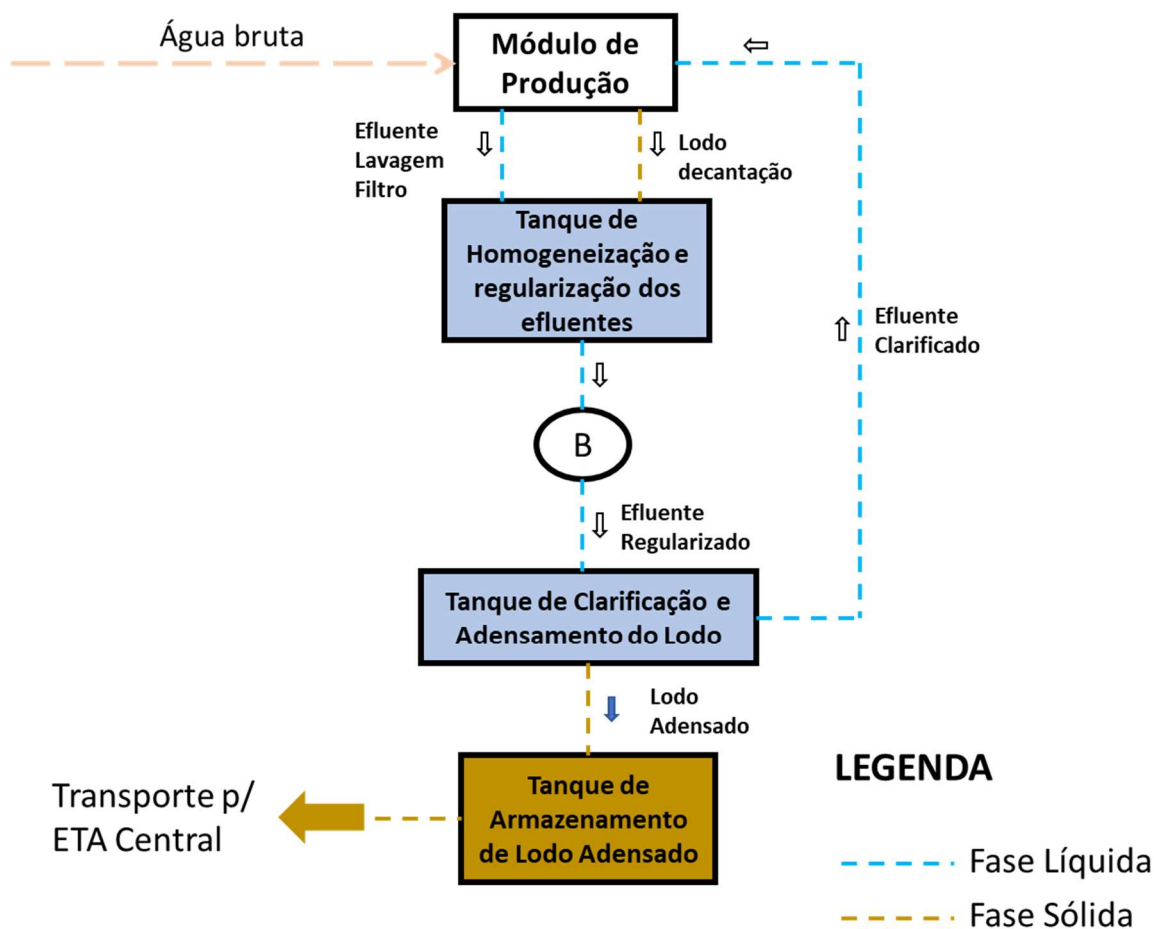 Água bruta
Módulo de
Produção
Efluente
Lavagem
Filtro
Lodo
decantação
Tanque de
Homogeneização e
regularização dos
efluentes
Efluente
Clarificado
B
Efluente
Regularizado
Tanque de Clarificação e
Adensamento do Lodo
Lodo
Adensado
Tanque de
Armazenamento
de Lodo Adensado
Transporte p/
ETA Central
LEGENDA
Fase Líquida
Fase Sólida